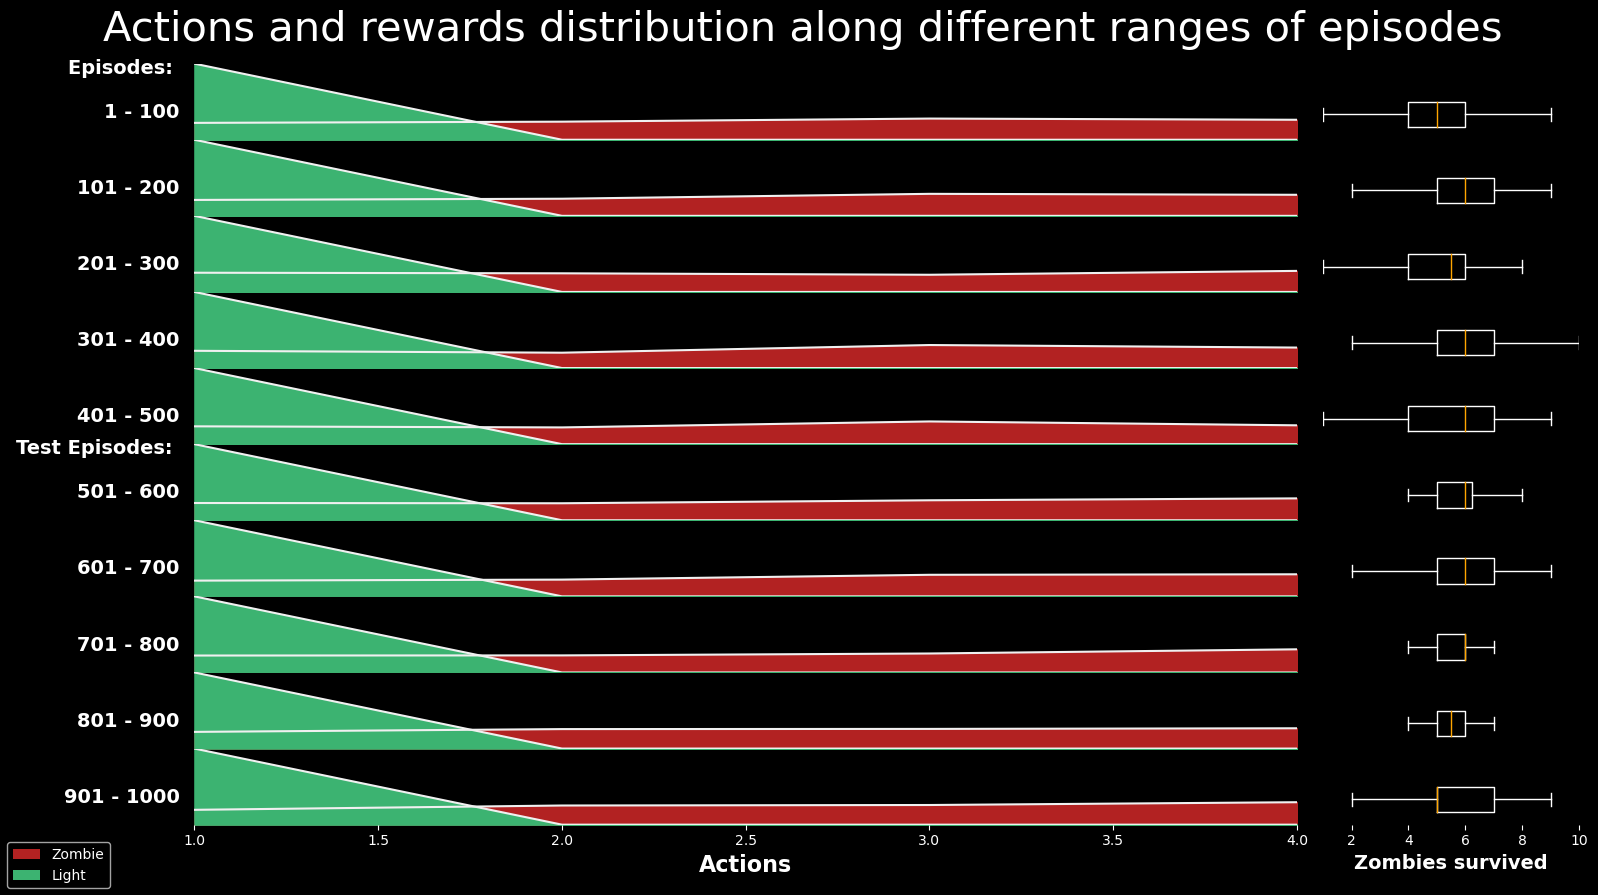 Actions and rewards distribution along different ranges of episodes
Episodes:
1 - 100
101 - 200
201 - 300
301 - 400
401 - 500
Test Episodes:
501 - 600
601 - 700
701 - 800
801 - 900
901 - 1000
1.0 1.5 2.0 2.5 3.0 3.5 4.0
2 4 6 8 10
Actions
Zombies survived
Zombie
Light